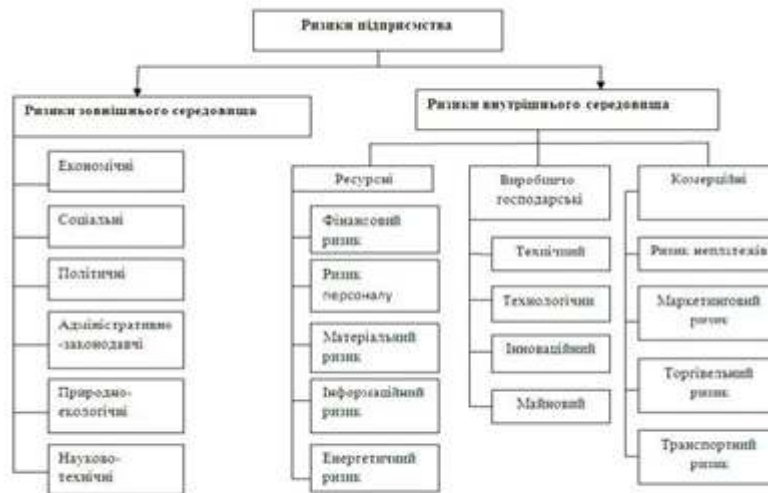 Ризики підприємства
Ризики зовнішнього середовища
Економічні
Соціальні
Політичні
Адміністративно
-законодавчі
Природно-
екологічні
Науково-
технічні
Ризики внутрішнього середовища
Ресурсні
Фінансовий
ризик
Ризик
персоналу
Матеріальний
ризик
Інформаційний
ризик
Енергетичний
ризик
Виробничо
господарські
Технічний
Технологічни
Інноваційний
Майновий
Комерційні
Ризик неплатежів
Маркетинговий
ризик
Торгівельний
ризик
Транспортний
ризик